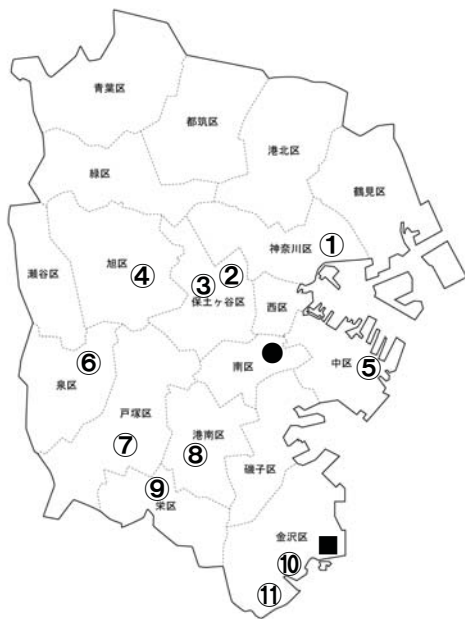 青葉区
都筑区
港北区
緑区
鶴見区
神奈川区 ①
瀬谷区
旭区 ④
③ ②
保土ヶ谷区
西区
⑥
泉区
南区
中区 ⑤
戸塚区
⑦
港南区
⑧
磯子区
⑨
栄区
金沢区
⑩
⑪